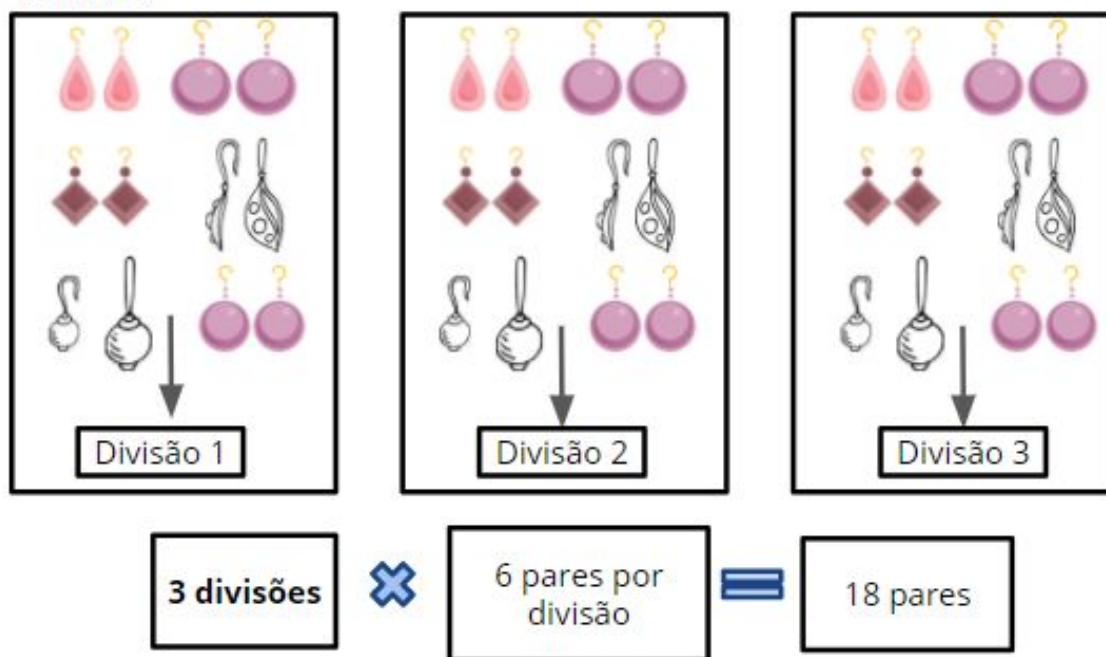 Divisão 1
Divisão 2
Divisão 3
3 divisões
6 pares por
divisão
18 pares